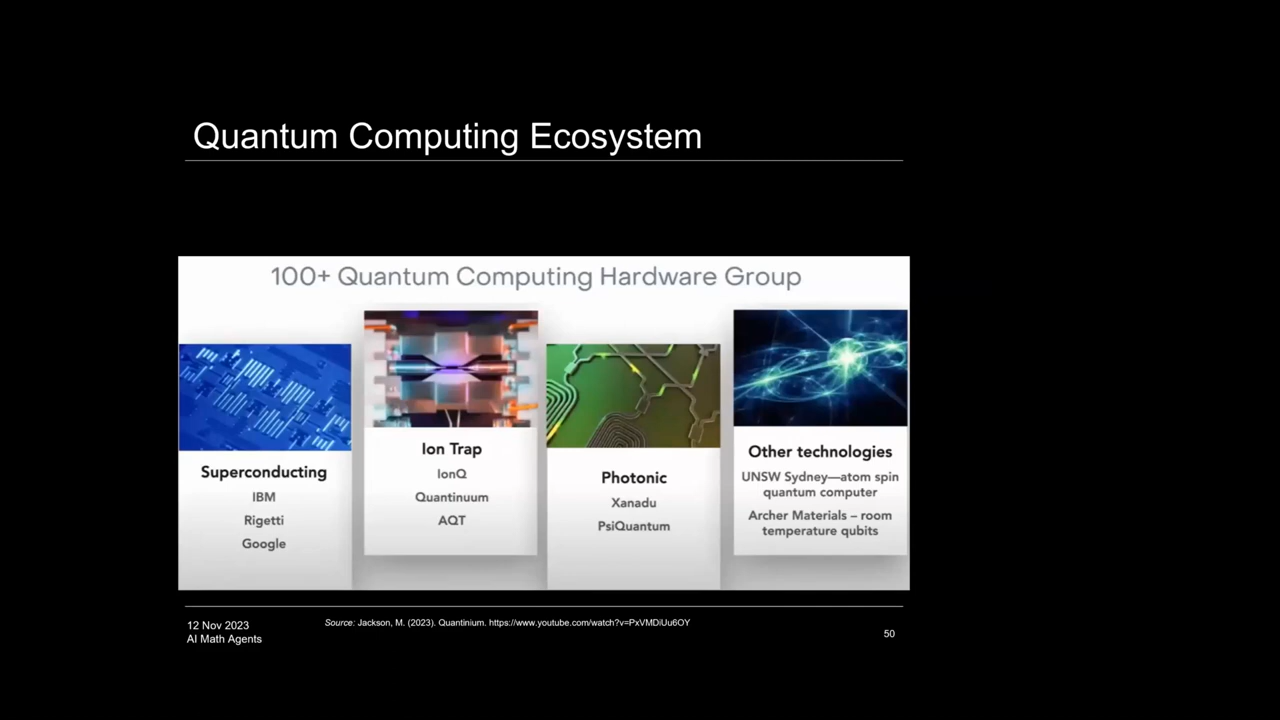 Quantum Computing Ecosystem
100+ Quantum Computing Hardware Group
Superconducting
IBM
Rigetti
Google
Ion Trap
IonQ
Quantinuum
AQT
Photonic
Xanadu
PsiQuantum
Other technologies
UNSW Sydney—atom spin
quantum computer
Archer Materials – room
temperature qubits
12 Nov 2023
AI Math Agents
Source: Jackson, M. (2023). Quantinium. https://www.youtube.com/watch?v=PxVMDiUu6OY
50